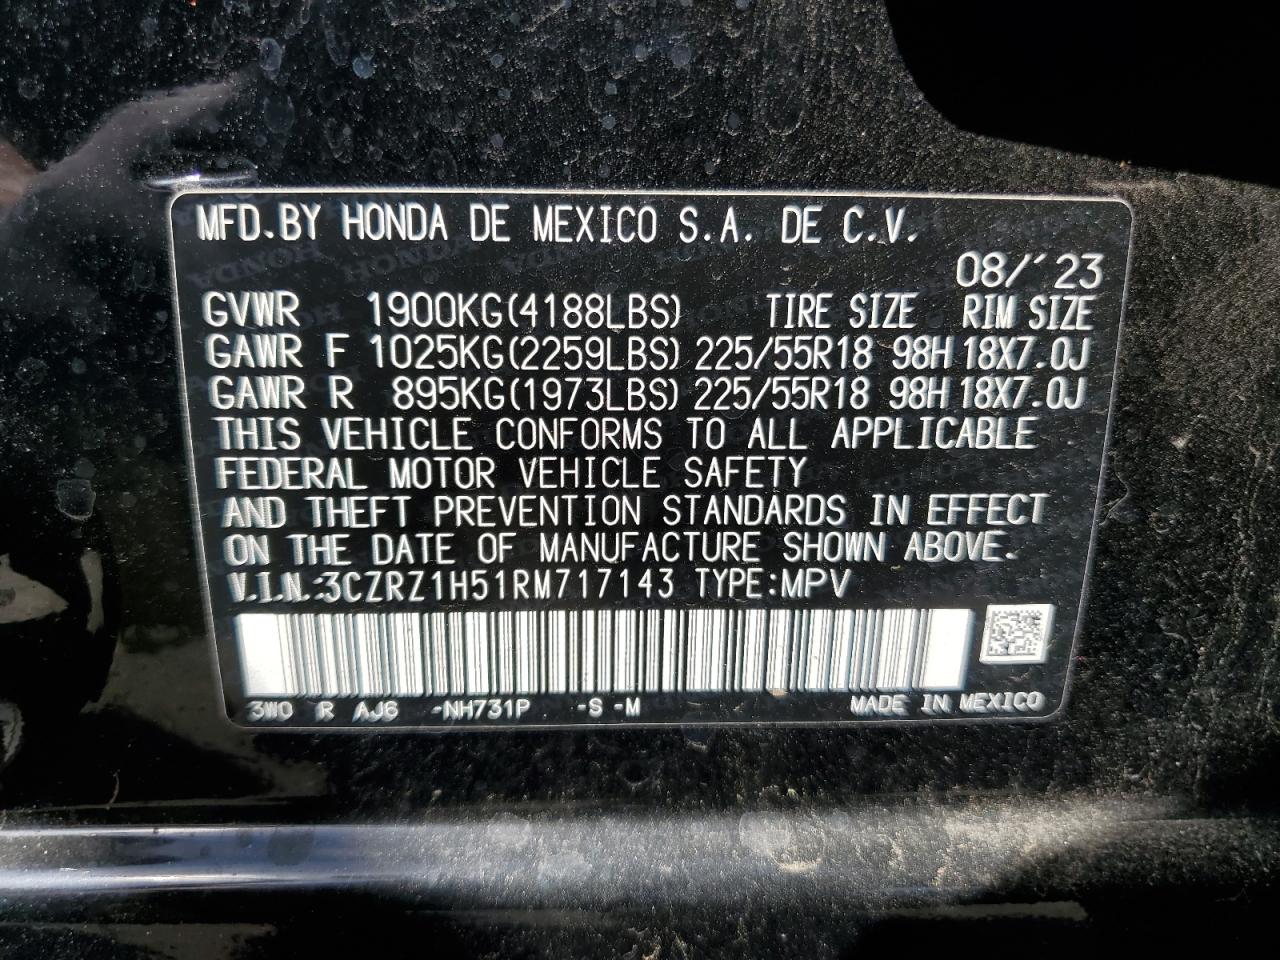 MFD.BY HONDA DE MEXICO S.A. DE C.V.
08/´23
GVWR 1900KG(4188LBS) TIRE SIZE RIM SIZE
GAWR F 1025KG(2259LBS) 225/55R18 98H 18X7.0J
GAWR R 895KG(1973LBS) 225/55R18 98H 18X7.0J
THIS VEHICLE CONFORMS TO ALL APPLICABLE
FEDERAL MOTOR VEHICLE SAFETY
AND THEFT PREVENTION STANDARDS IN EFFECT
ON THE DATE OF MANUFACTURE SHOWN ABOVE.
V.I.N.:3CZRZ1H51RM717143 TYPE:MPV
3W0 R AJ6 -NH731P -S -M MADE IN MEXICO